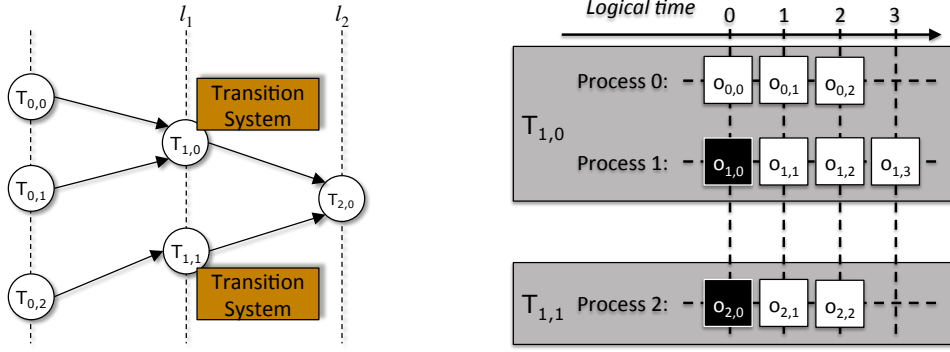 l1
l2
T0,0
T0,1
T0,2
T1,0
T1,1
T2,0
Transition
System
Transition
System
Logical time
0 1 2 3
T1,0
Process 0:
o0,0 o0,1 o0,2
Process 1:
o1,0 o1,1 o1,2 o1,3
T1,1
Process 2:
o2,0 o2,1 o2,2